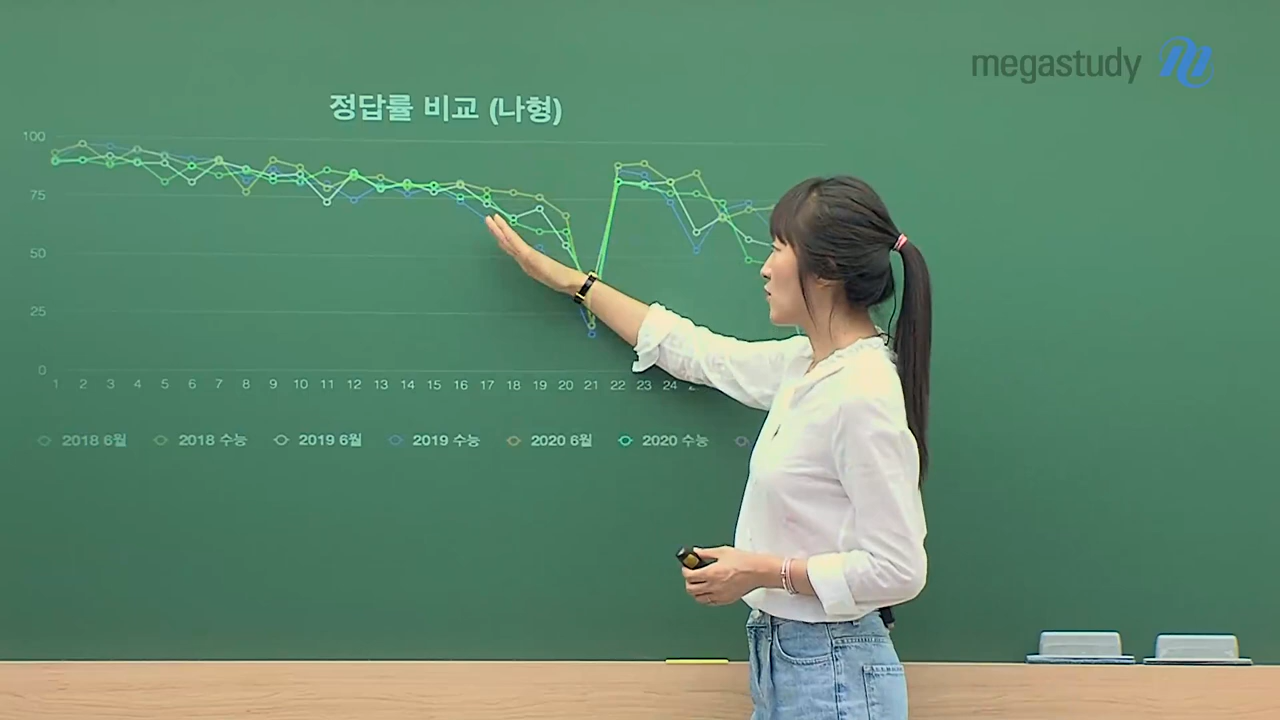 megastudy
정답률 비교 (나형)
100
75
50
25
0
1 2 3 4 5 6 7 8 9 10 11 12 13 14 15 16 17 18 19 20 21 22 23 24
2018 6월 2018 수능 2019 6월 2019 수능 2020 6월 2020 수능